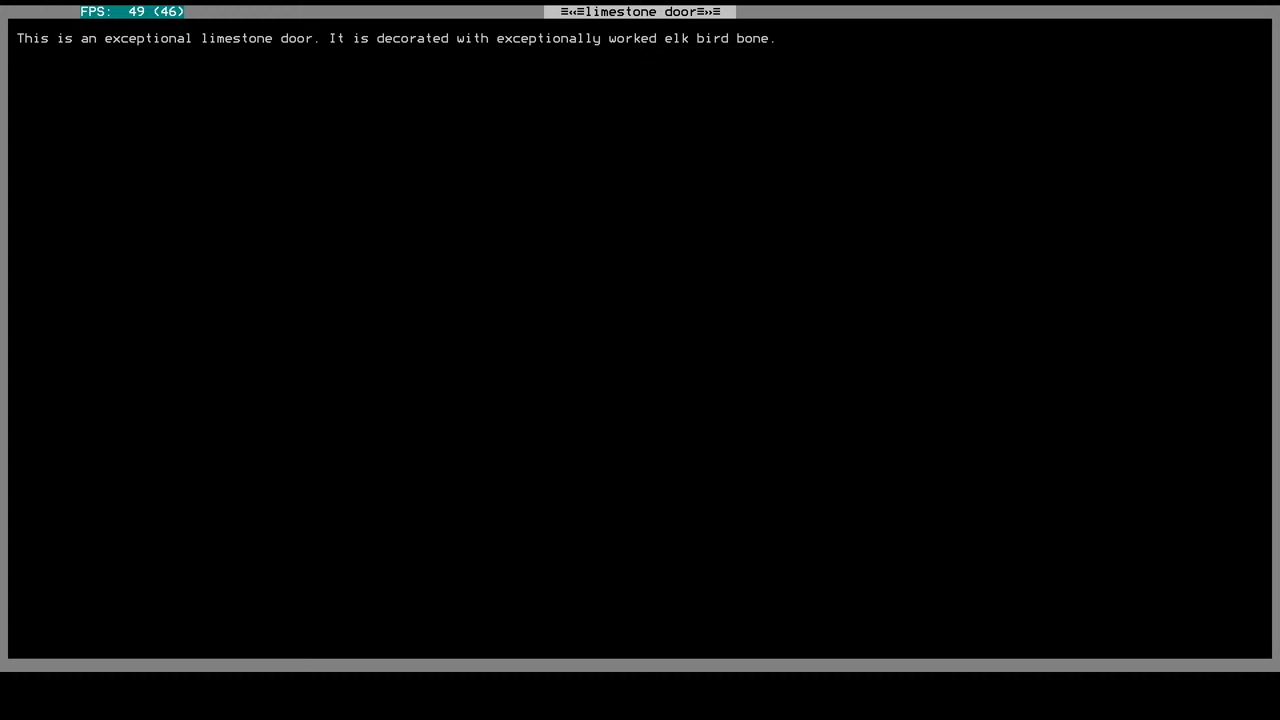 FPS: 49 (46)
≡«≡limestone door≡»≡
This is an exceptional limestone door. It is decorated with exceptionally worked elk bird bone.